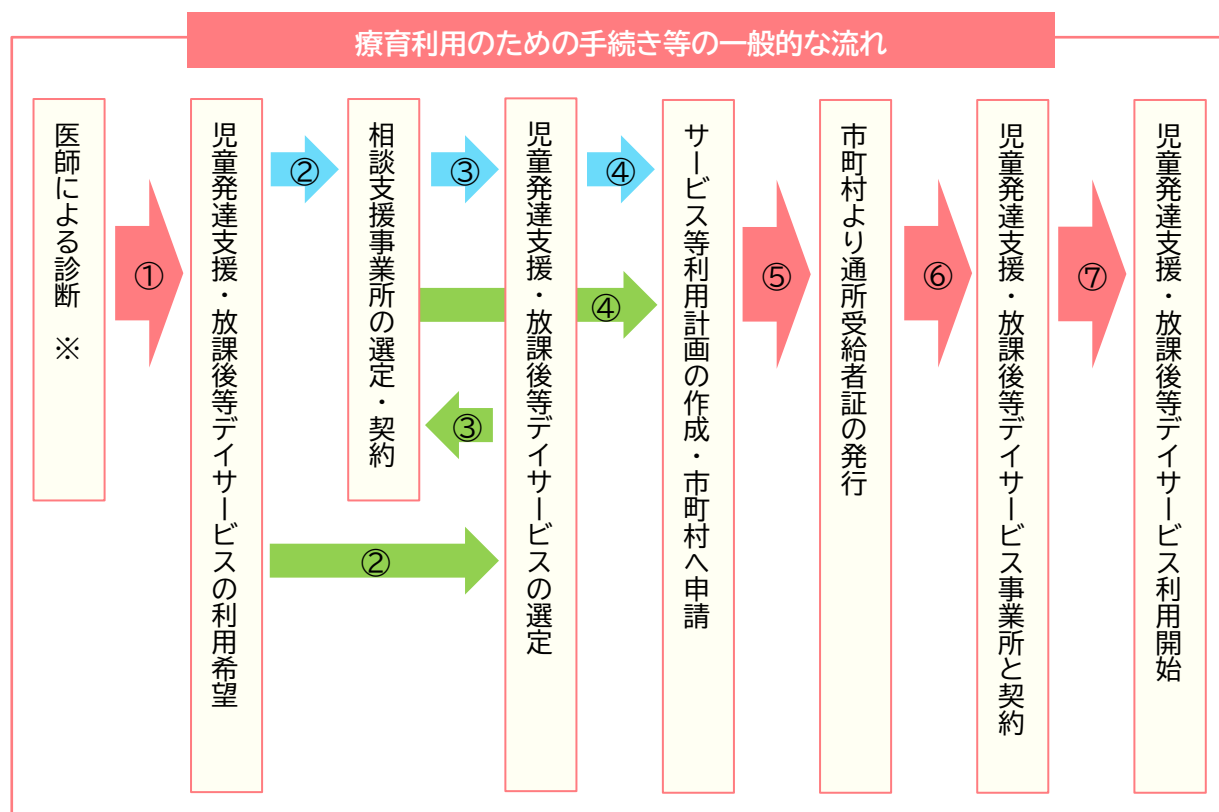 療育利用のための手続き等の一般的な流れ
医師による診断 ※
①
児童発達支援・放課後等デイサービスの利用希望
②
②
相談支援事業所の選定・契約
③
③
児童発達支援・放課後等デイサービスの選定
④
④
サービス等利用計画の作成・市町村へ申請
⑤
市町村より通所受給者証の発行
⑥
児童発達支援・放課後等デイサービス事業所と契約
⑦
児童発達支援・放課後等デイサービス利用開始